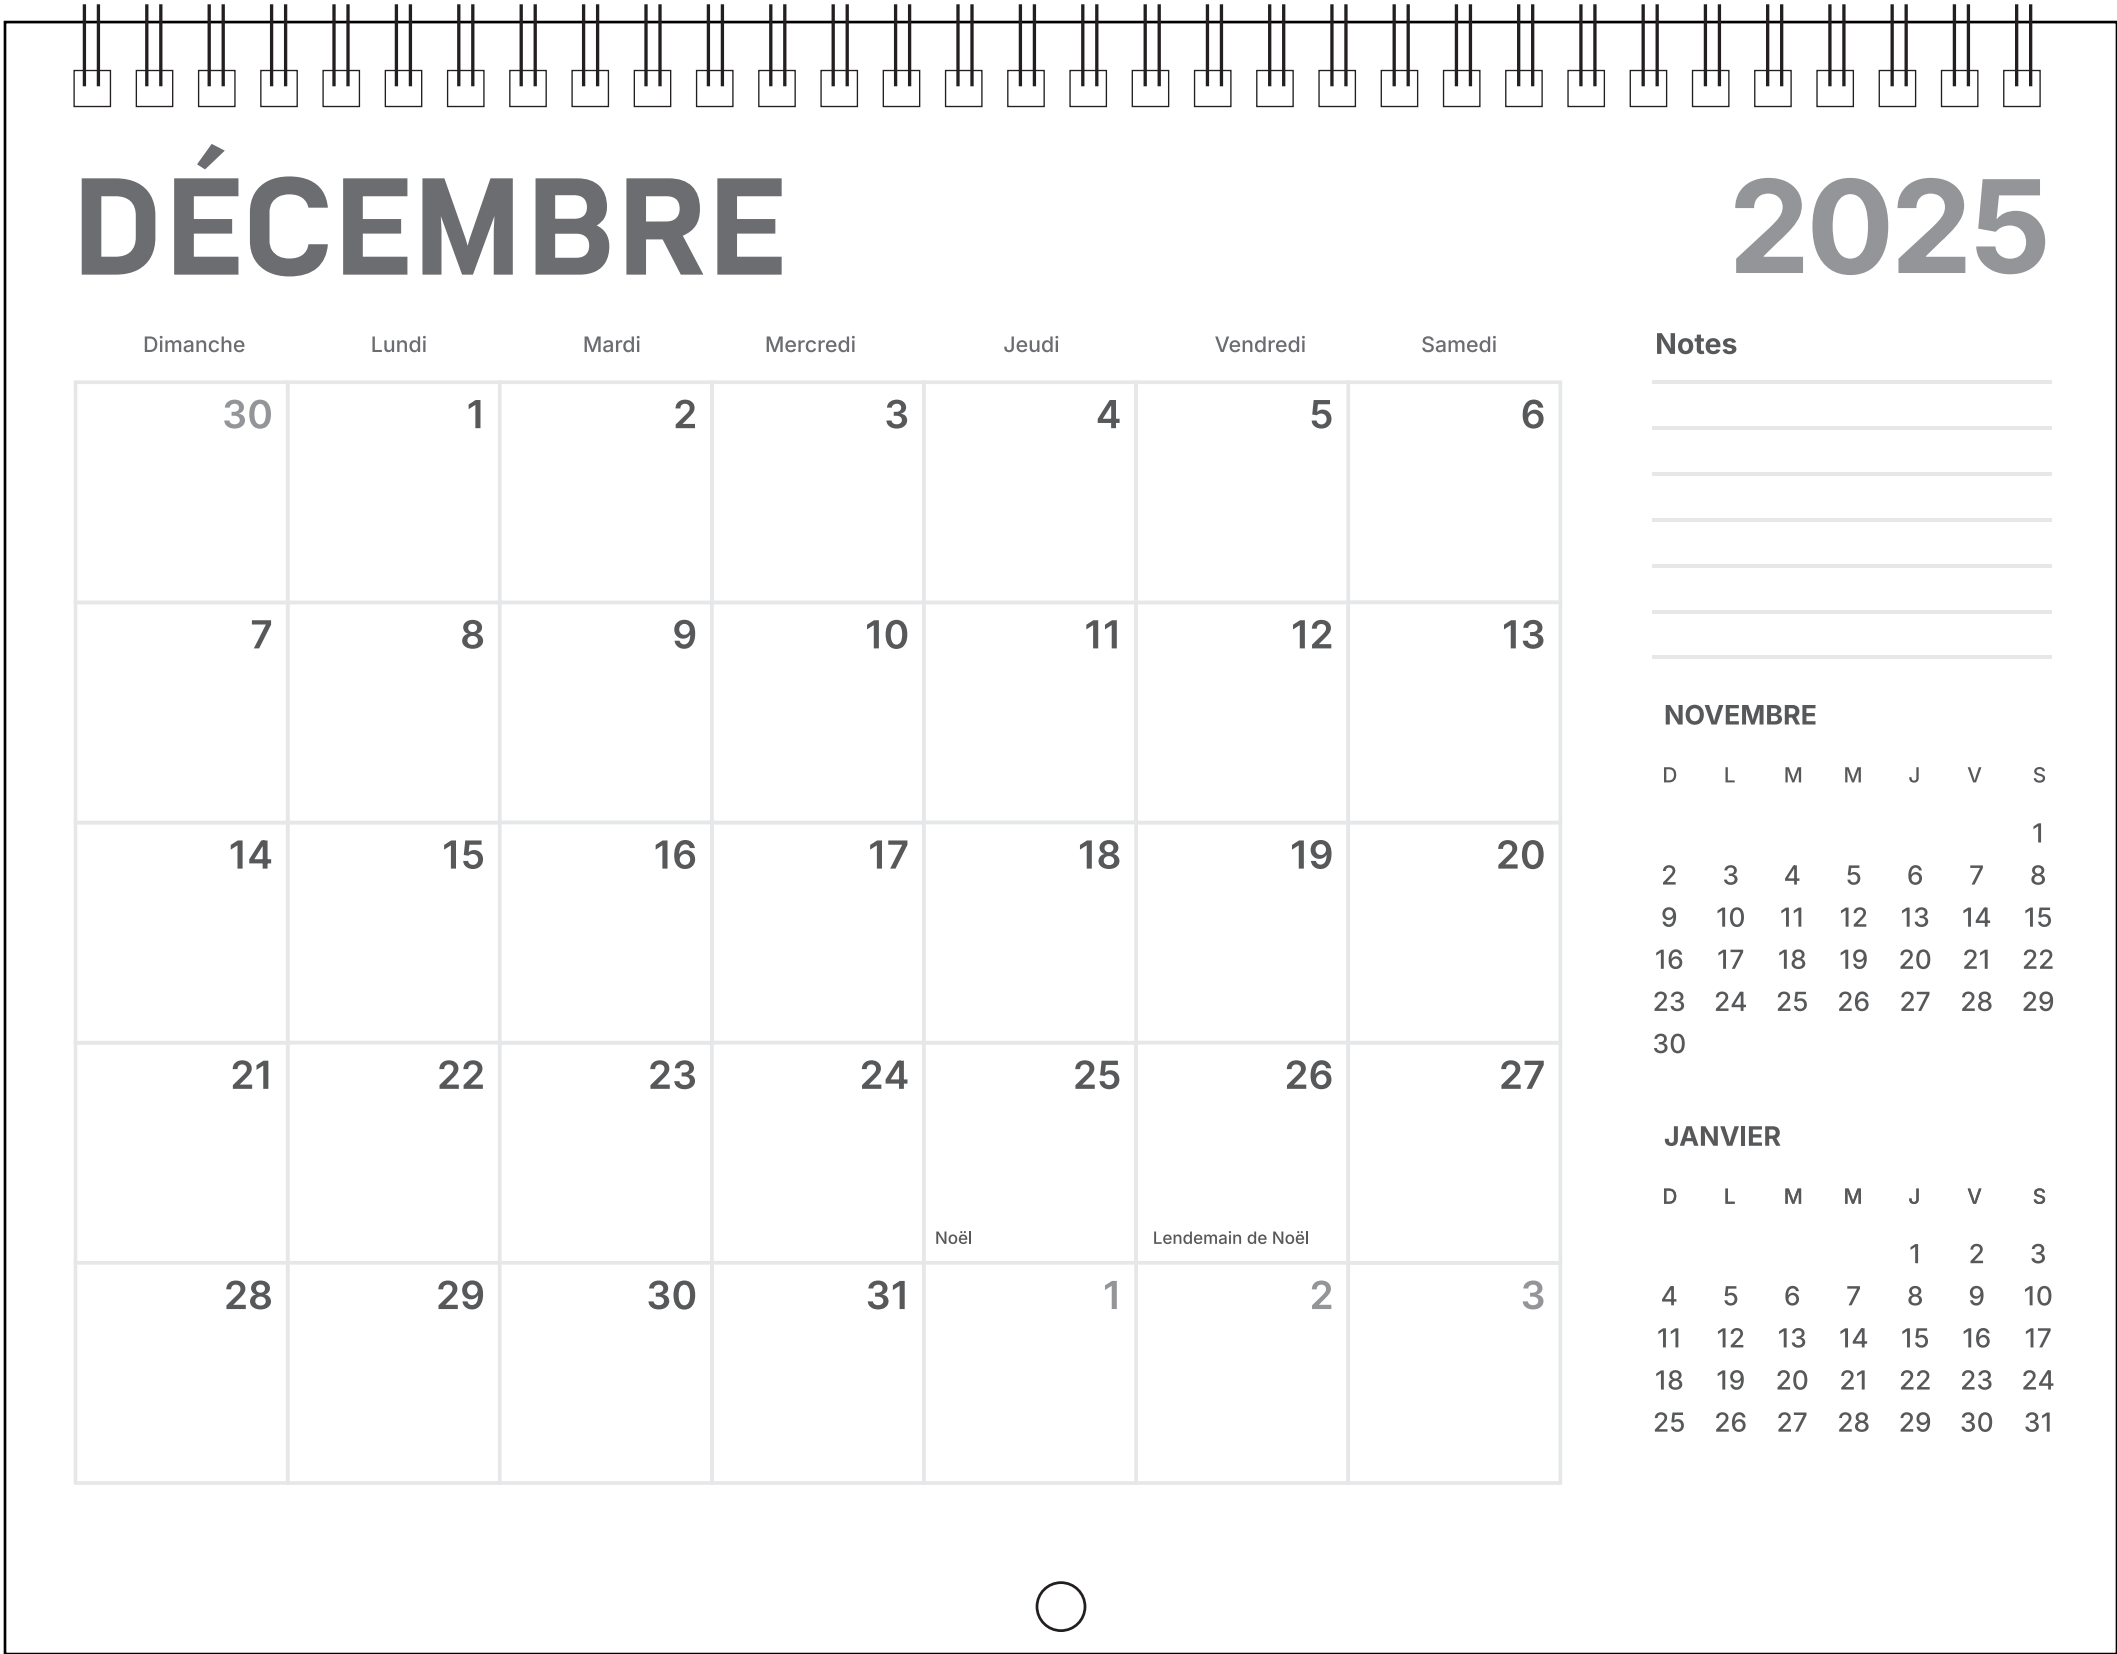 DÉCEMBRE 2025
Dimanche Lundi Mardi Mercredi Jeudi Vendredi Samedi
30 1 2 3 4 5 6
7 8 9 10 11 12 13
14 15 16 17 18 19 20
21 22 23 24 25 26 27
Noël Lendemain de Noël
28 29 30 31 1 2 3
Notes
NOVEMBRE
D L M M J V S
1
2 3 4 5 6 7 8
9 10 11 12 13 14 15
16 17 18 19 20 21 22
23 24 25 26 27 28 29
30
JANVIER
D L M M J V S
1 2 3
4 5 6 7 8 9 10
11 12 13 14 15 16 17
18 19 20 21 22 23 24
25 26 27 28 29 30 31